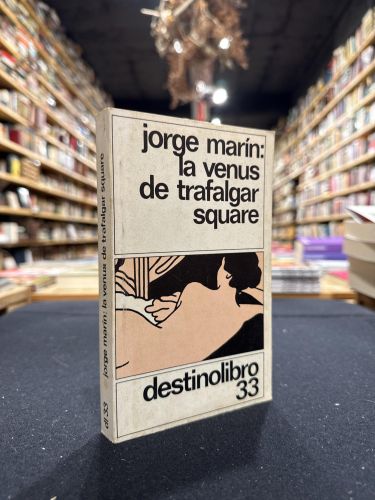 jorge marín:
la venus
de trafalgar
square
destinolibro
33
jorge marín: la venus de trafalgar square
dl 33